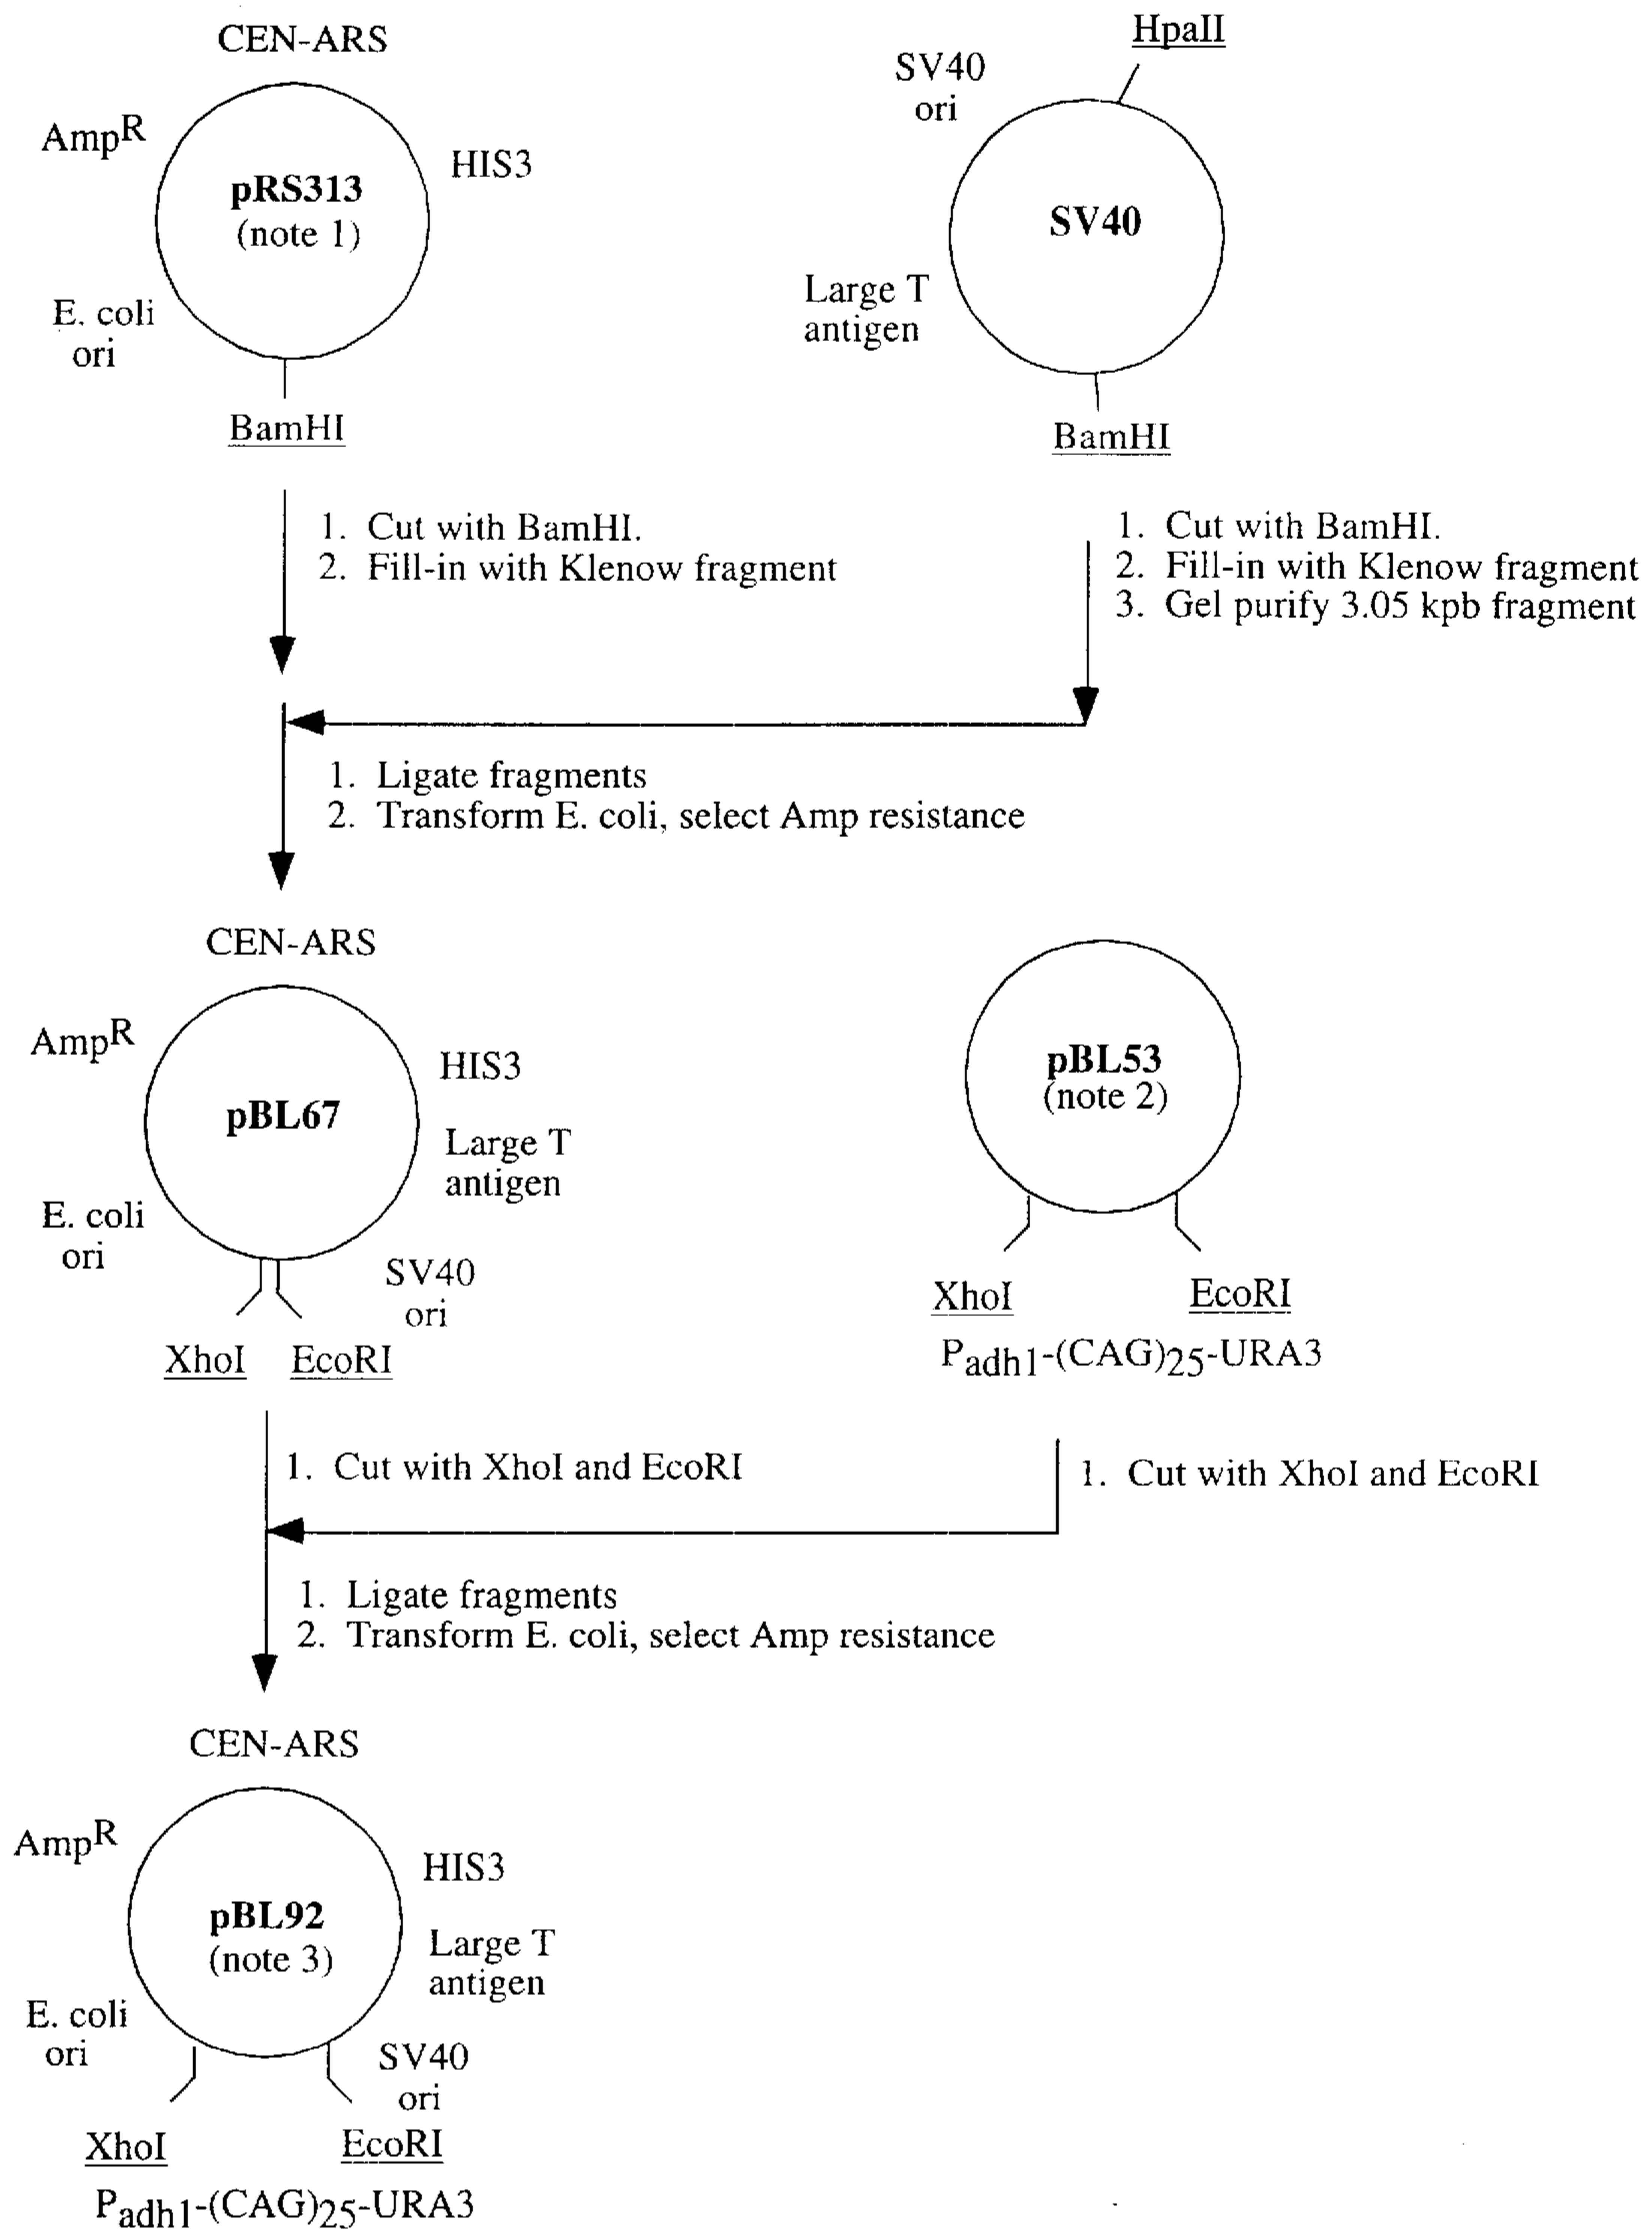 CEN-ARS
AmpR
HIS3
pRS313
(note 1)
E. coli
ori
BamHI
HpaII
SV40
ori
SV40
Large T
antigen
BamHI
1. Cut with BamHI.
2. Fill-in with Klenow fragment
1. Cut with BamHI.
2. Fill-in with Klenow fragment
3. Gel purify 3.05 kpb fragment
1. Ligate fragments
2. Transform E. coli, select Amp resistance
CEN-ARS
AmpR
HIS3
pBL67
Large T
antigen
E. coli
ori
SV40
ori
XhoI EcoRI
pBL53
(note 2)
XhoI EcoRI
Padh1-(CAG)25-URA3
1. Cut with XhoI and EcoRI
1. Cut with XhoI and EcoRI
1. Ligate fragments
2. Transform E. coli, select Amp resistance
CEN-ARS
AmpR
HIS3
pBL92
(note 3)
Large T
antigen
E. coli
ori
SV40
ori
XhoI EcoRI
Padh1-(CAG)25-URA3